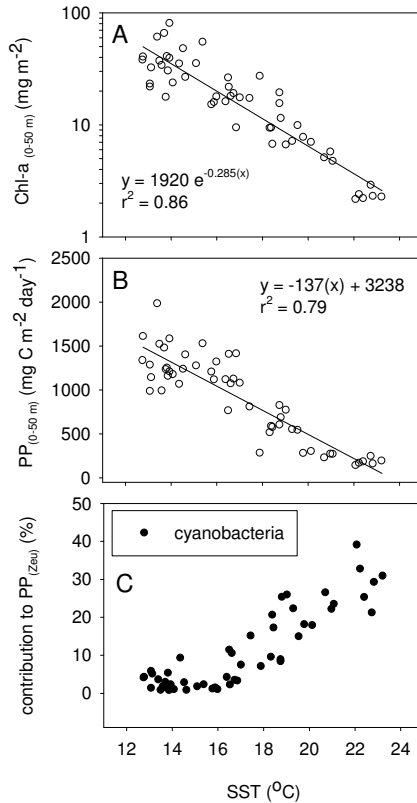 A
100
10
1
Chl-a (0-50 m) (mg m-2)
y = 1920 e-0.285(x)
r2 = 0.86
B
2500
2000
1500
1000
500
0
PP(0-50 m) (mg C m-2 day-1)
y = -137(x) + 3238
r2 = 0.79
50
40
30
20
10
0
contribution to PP(Zeu) (%)
cyanobacteria
C
12 14 16 18 20 22 24
SST (oC)